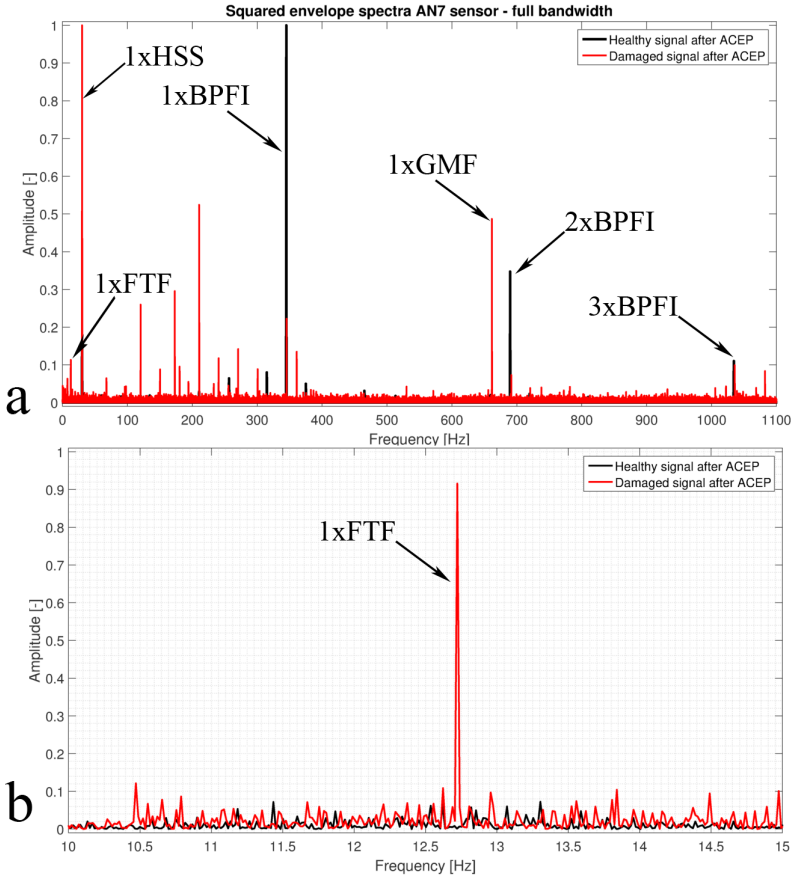 Squared envelope spectra AN7 sensor - full bandwidth
Healthy signal after ACEP
Damaged signal after ACEP
1xHSS
1xBPFI
1xGMF
2xBPFI
1xFTF
3xBPFI
Amplitude [-]
1
0.9
0.8
0.7
0.6
0.5
0.4
0.3
0.2
0.1
0
a
0 100 200 300 400 500 600 700 800 900 1000 1100
Frequency [Hz]
Healthy signal after ACEP
Damaged signal after ACEP
1xFTF
Amplitude [-]
1
0.9
0.8
0.7
0.6
0.5
0.4
0.3
0.2
0.1
0
b
10 10.5 11 11.5 12 12.5 13 13.5 14 14.5 15
Frequency [Hz]